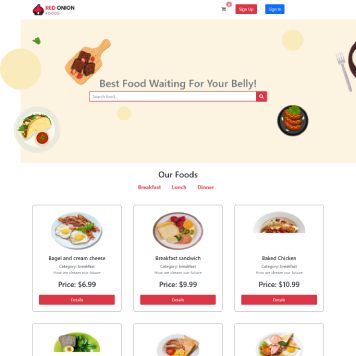 RED ONION
FOODS
0
Sign Up
Sign In
Best Food Waiting For Your Belly!
Search food...
Our Foods
Breakfast Lunch Dinner
Bagel and cream cheese
Category: breakfast
How we dream our future
Price: $6.99
Details
Breakfast sandwich
Category: breakfast
How we dream our future
Price: $9.99
Details
Baked Chicken
Category: breakfast
How we dream our future
Price: $10.99
Details